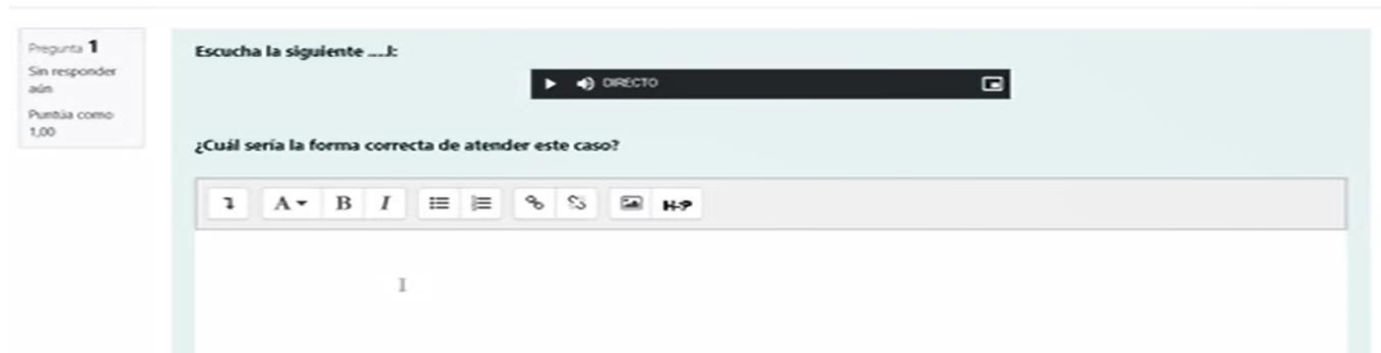 Pregunta 1
Sin responder
aún
Puntúa como
1,00
Escucha la siguiente ....l:
DIRECTO
¿Cuál sería la forma correcta de atender este caso?
A B I H-P